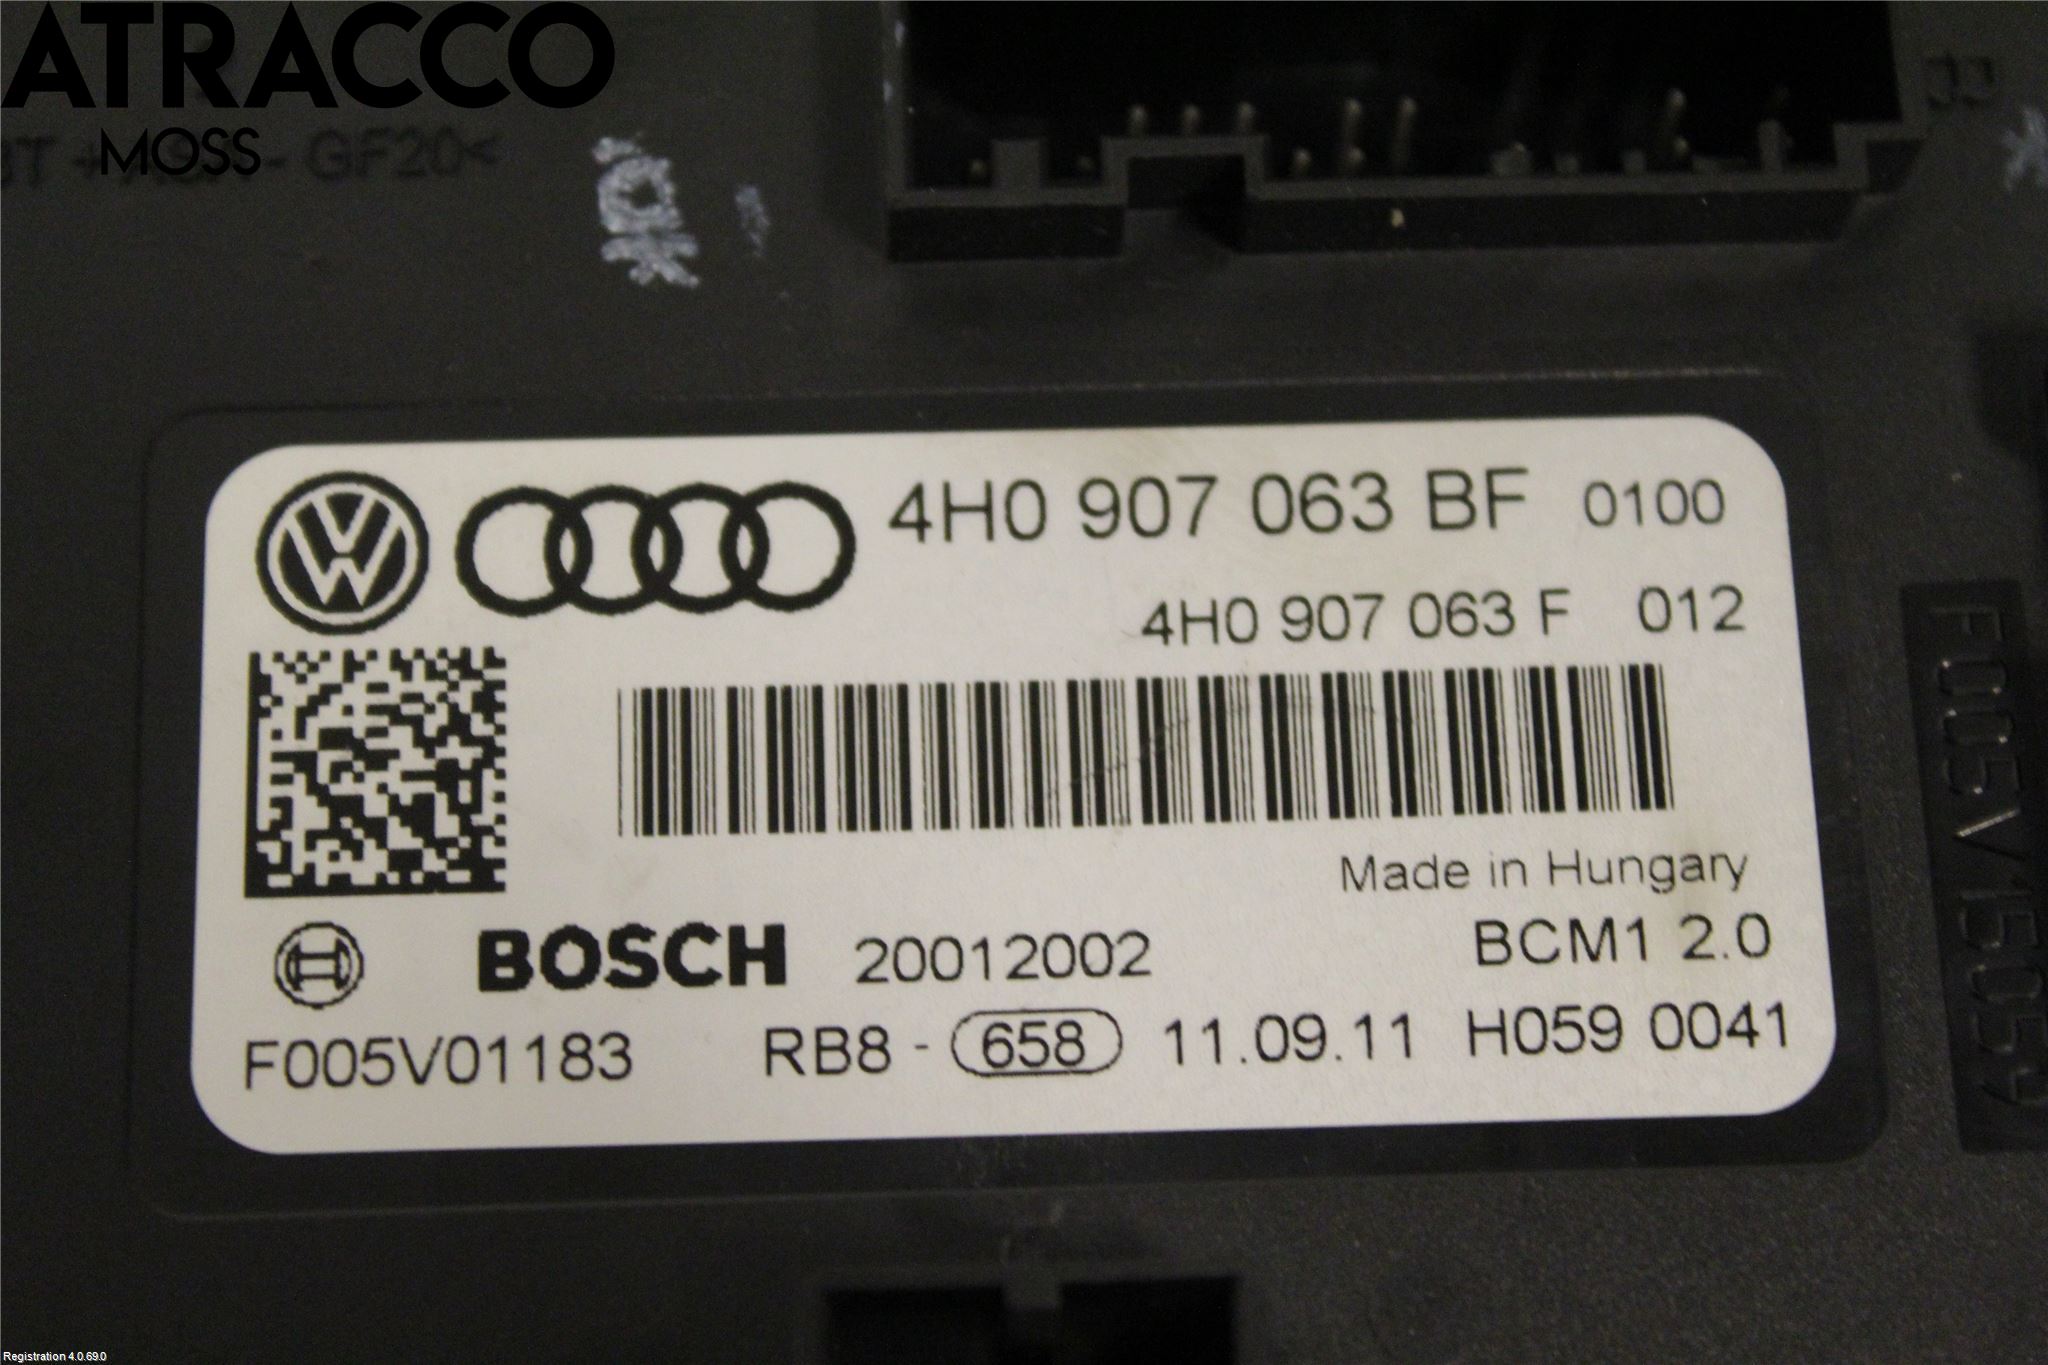 ATRACCO
MOSS
GF20<
4H0 907 063 BF 0100
4H0 907 063 F 012
Made in Hungary
BOSCH 20012002 BCM1 2.0
F005V01183 RB8 - 658 11.09.11 H059 0041
Registration 4.0.69.0